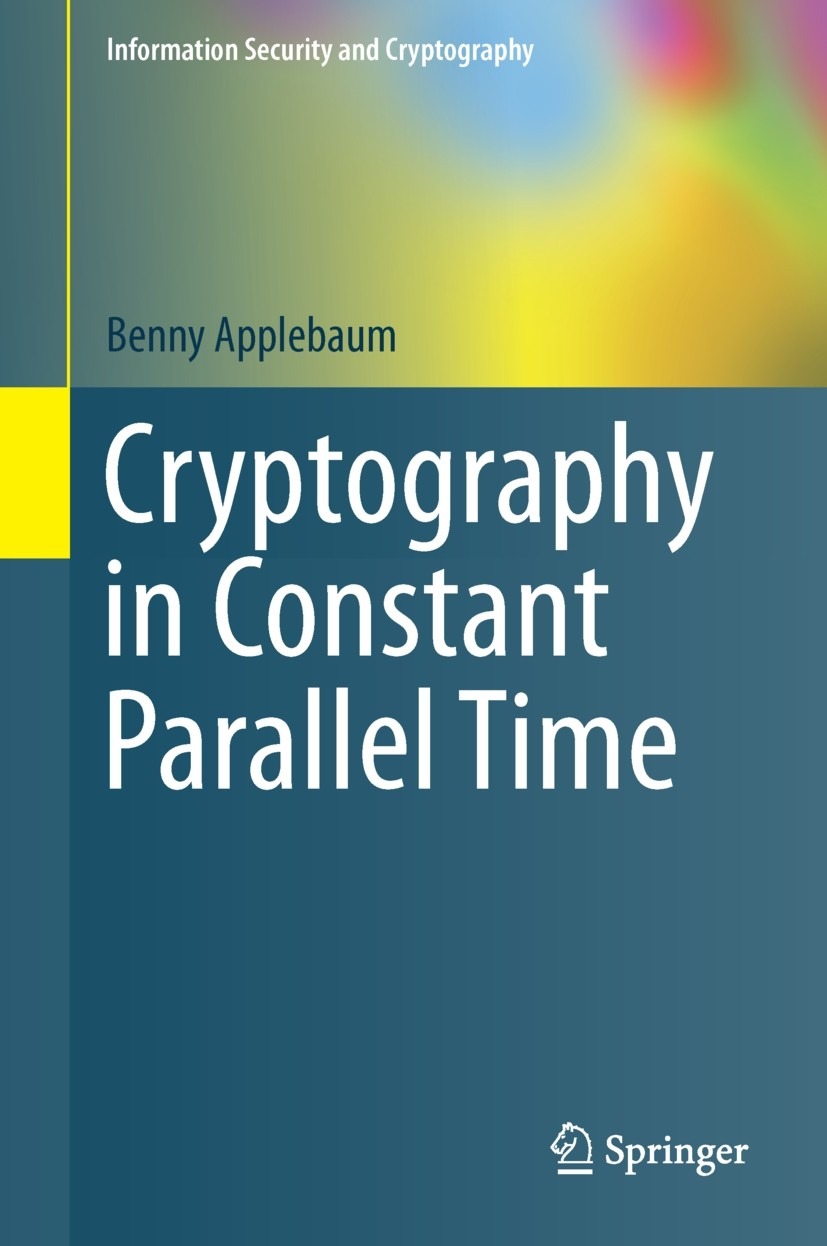 Information Security and Cryptography
Benny Applebaum
Cryptography
in Constant
Parallel Time
Springer